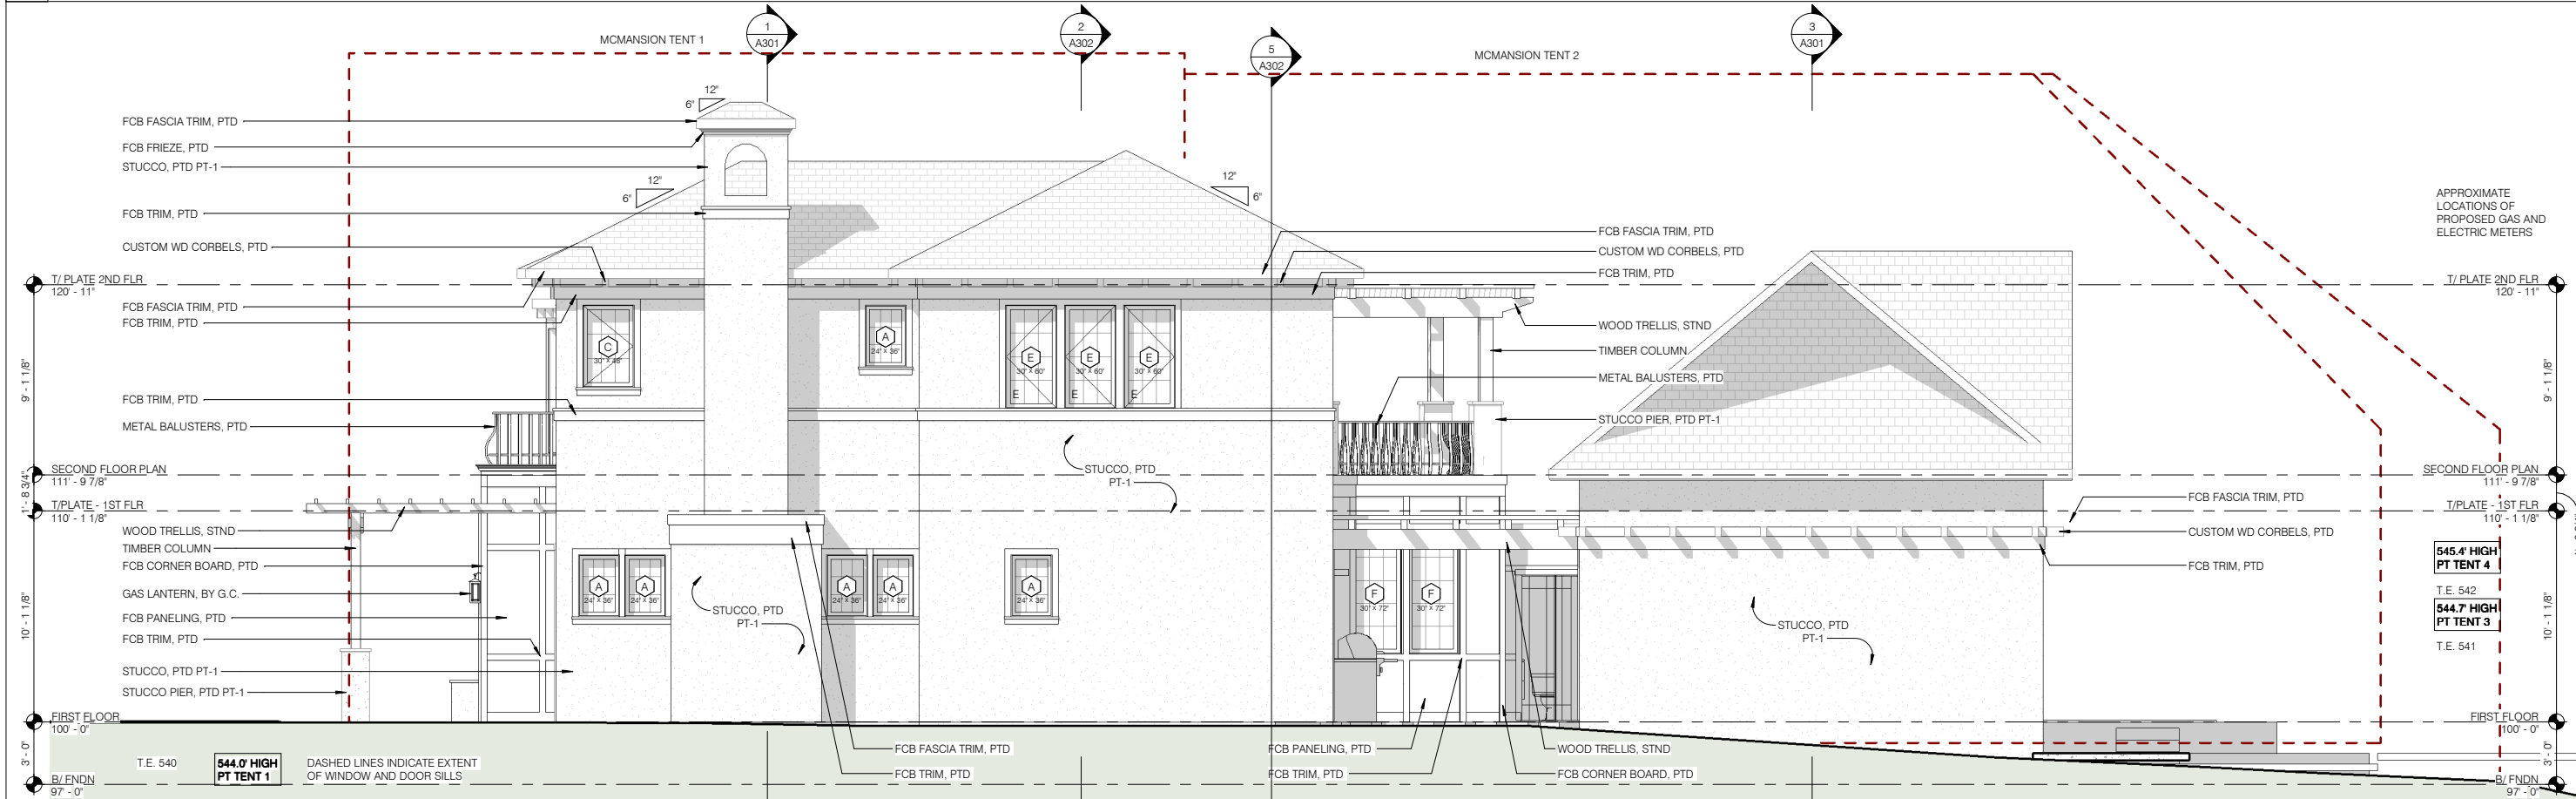 MCMANSION TENT 1
1
A301
2
A302
5
A302
MCMANSION TENT 2
3
A301
12"
6"
FCB FASCIA TRIM, PTD
FCB FRIEZE, PTD
STUCCO, PTD PT-1
12"
6"
12"
6"
FCB TRIM, PTD
CUSTOM WD CORBELS, PTD
T/ PLATE 2ND FLR
120' - 11"
FCB FASCIA TRIM, PTD
FCB TRIM, PTD
9' - 1 1/8"
FCB TRIM, PTD
METAL BALUSTERS, PTD
SECOND FLOOR PLAN
111' - 9 7/8"
1' - 8 3/4"
T/PLATE - 1ST FLR
110' - 1 1/8"
WOOD TRELLIS, STND
TIMBER COLUMN
FCB CORNER BOARD, PTD
GAS LANTERN, BY G.C.
FCB PANELING, PTD
FCB TRIM, PTD
10' - 1 1/8"
STUCCO, PTD PT-1
STUCCO PIER, PTD PT-1
FIRST FLOOR
100' - 0"
3' - 0"
B/ FNDN
97' - 0"
T.E. 540
544.0' HIGH
PT TENT 1
DASHED LINES INDICATE EXTENT
OF WINDOW AND DOOR SILLS
C
30" x 48"
A
24" x 36"
E
30" x 60"
E
E
30" x 60"
E
30" x 60"
E
STUCCO, PTD
PT-1
A
24" x 36"
A
24" x 36"
A
24" x 36"
A
24" x 36"
A
24" x 36"
STUCCO, PTD
PT-1
FCB FASCIA TRIM, PTD
FCB TRIM, PTD
FCB FASCIA TRIM, PTD
CUSTOM WD CORBELS, PTD
FCB TRIM, PTD
WOOD TRELLIS, STND
TIMBER COLUMN
METAL BALUSTERS, PTD
STUCCO PIER, PTD PT-1
F
30" x 72"
F
30" x 72"
STUCCO, PTD
PT-1
FCB PANELING, PTD
FCB TRIM, PTD
WOOD TRELLIS, STND
FCB CORNER BOARD, PTD
APPROXIMATE
LOCATIONS OF
PROPOSED GAS AND
ELECTRIC METERS
T/ PLATE 2ND FLR
120' - 11"
9' - 1 1/8"
SECOND FLOOR PLAN
111' - 9 7/8"
FCB FASCIA TRIM, PTD
T/PLATE - 1ST FLR
110' - 1 1/8"
CUSTOM WD CORBELS, PTD
FCB TRIM, PTD
545.4' HIGH
PT TENT 4
T.E. 542
544.7' HIGH
PT TENT 3
T.E. 541
10' - 1 1/8"
FIRST FLOOR
100' - 0"
3' - 0"
B/ FNDN
97' - 0"